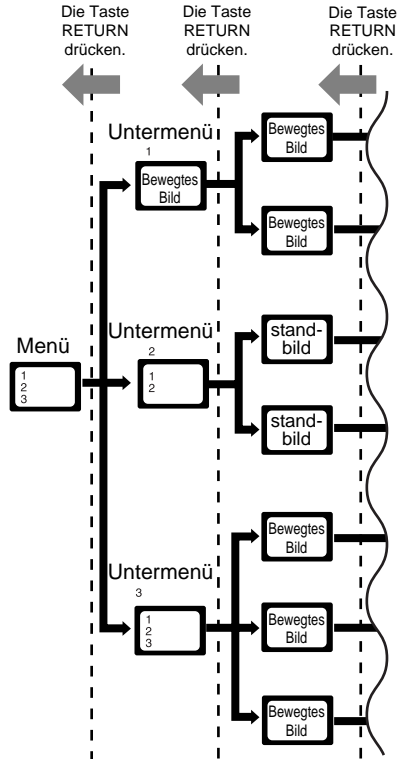 Die Taste
RETURN
drücken.
Die Taste
RETURN
drücken.
Die Taste
RETURN
drücken.
Untermenü
1
Bewegtes
Bild
Bewegtes
Bild
Bewegtes
Bild
Menü
1
2
3
Untermenü
2
1
2
stand-
bild
stand-
bild
Untermenü
3
1
2
3
Bewegtes
Bild
Bewegtes
Bild
Bewegtes
Bild